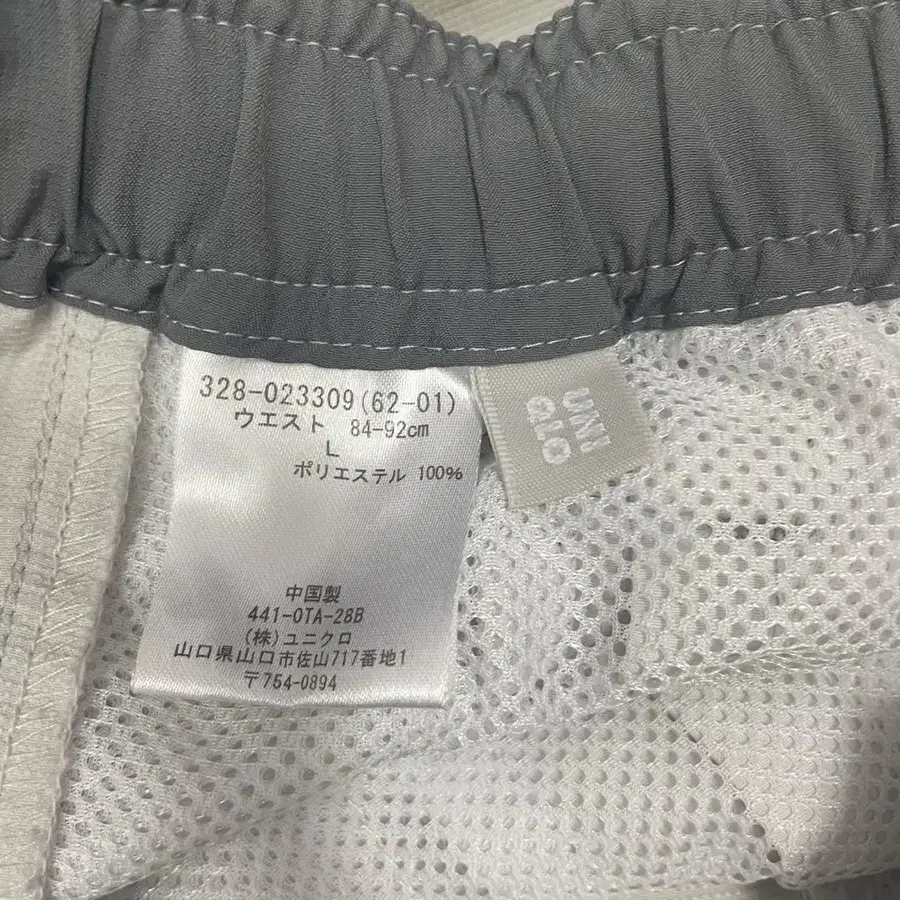 328-023309(62-01)
ウエスト 84-92cm
L
ポリエステル 100%
中国製
441-OTA-28B
(株)ユニクロ
山口県山口市佐山717番地1
〒754-0894
UNI
QLO